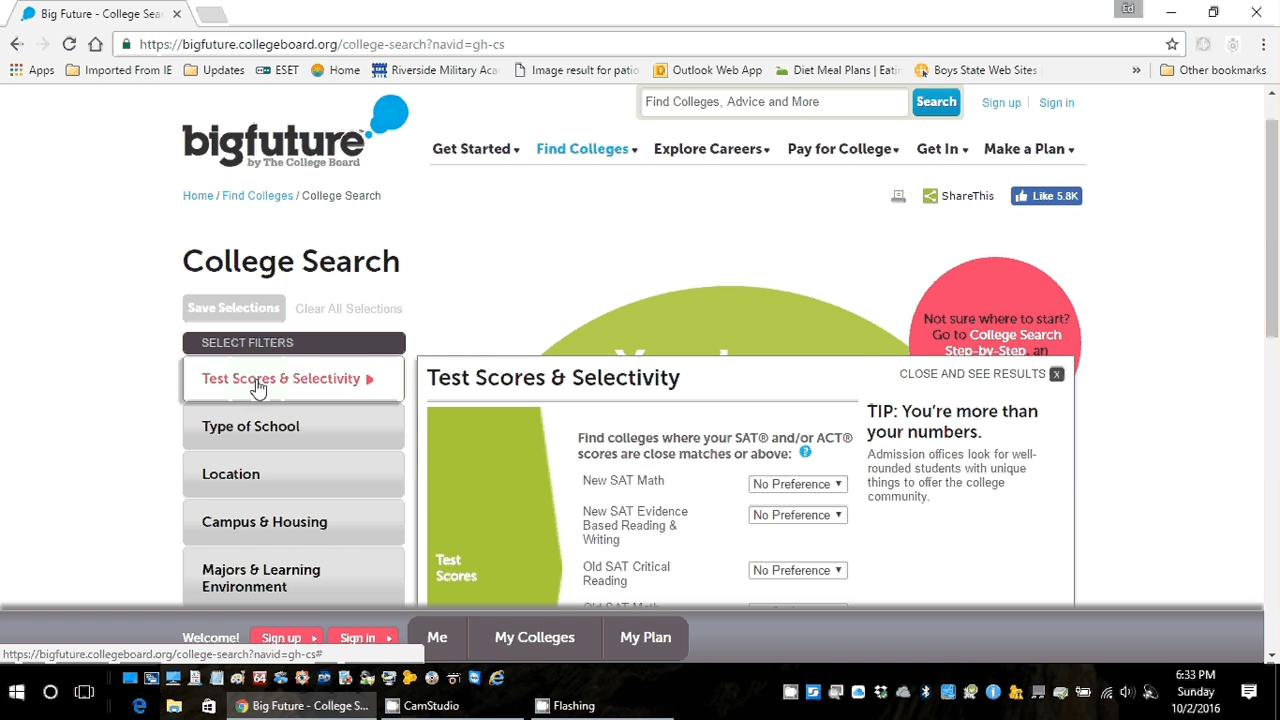 Big Future - College Sear
Ed
https://bigfuture.collegeboard.org/college-search?navid=gh-cs
Apps
Imported From IE
Updates
ESET
Home
Riverside Military Aca
Image result for patio
Outlook Web App
Diet Meal Plans | Eatin
Boys State Web Sites
»
Other bookmarks
bigfuture
by The College Board
Find Colleges, Advice and More
Search
Sign up
Sign in
Get Started
Find Colleges
Explore Careers
Pay for College
Get In
Make a Plan
Home / Find Colleges / College Search
ShareThis
Like 5.8K
College Search
Save Selections
Clear All Selections
Not sure where to start?
Go to College Search
Step-by-Step, an
SELECT FILTERS
Test Scores & Selectivity
Type of School
Location
Campus & Housing
Majors & Learning
Environment
Test Scores & Selectivity
CLOSE AND SEE RESULTS X
Test
Scores
Find colleges where your SAT® and/or ACT®
scores are close matches or above: ?
New SAT Math
No Preference
New SAT Evidence
Based Reading &
Writing
No Preference
Old SAT Critical
Reading
No Preference
Old SAT Math
TIP: You're more than
your numbers.
Admission offices look for well-
rounded students with unique
things to offer the college
community.
Welcome!
Sign up
Sign in
Me
My Colleges
My Plan
https://bigfuture.collegeboard.org/college-search?navid=gh-cs#
Big Future - College S...
CamStudio
Flashing
6:33 PM
Sunday
10/2/2016